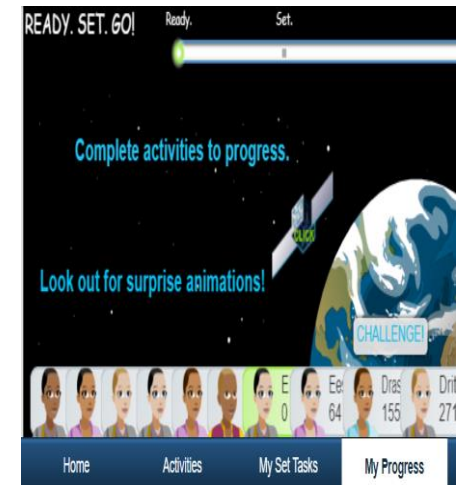 READY. SET. GO!
Ready.
Set.
Complete activities to progress.
CLICK!
Look out for surprise animations!
CHALLENGE!
E
0
Ee
64
Dras
155
Drit
271
Home
Activities
My Set Tasks
My Progress